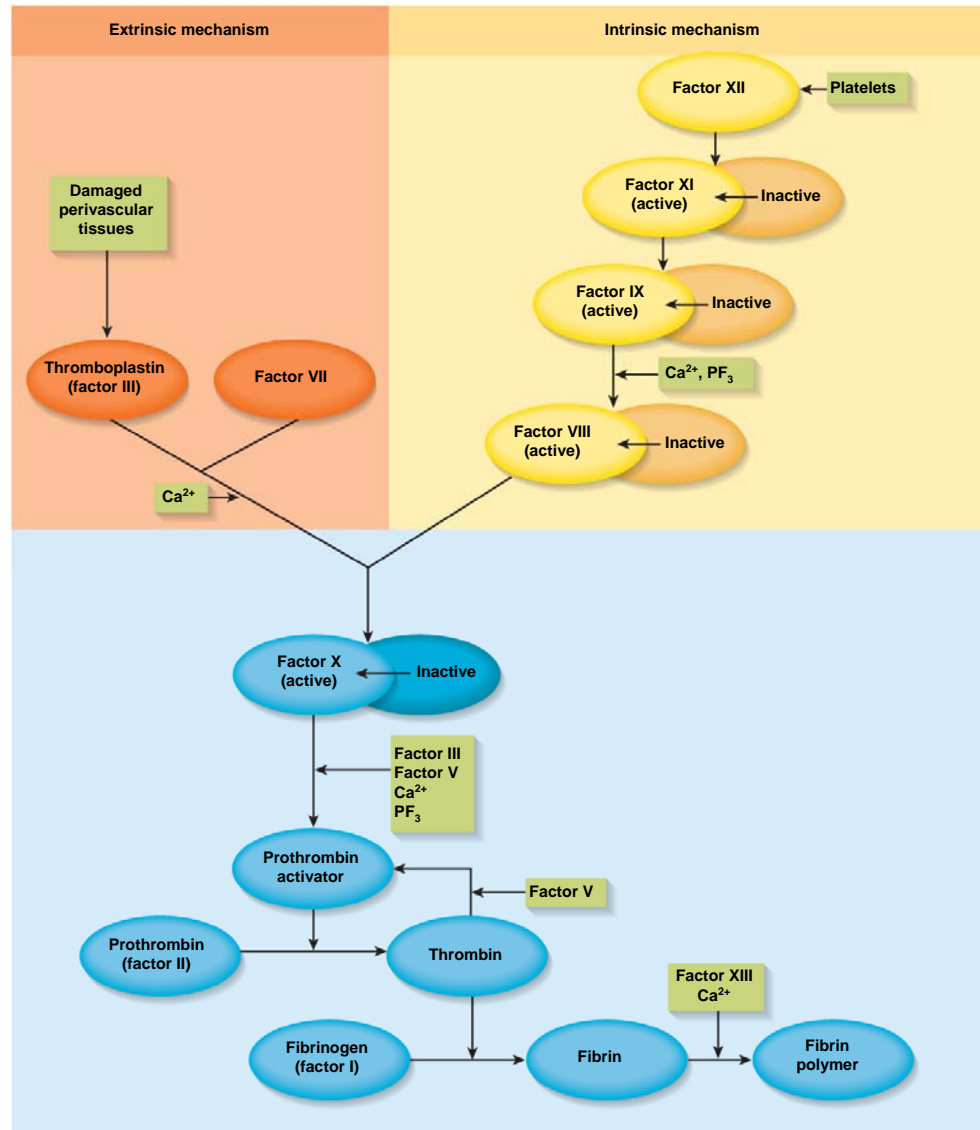 Extrinsic mechanism
Intrinsic mechanism
Factor XII
Platelets
Factor XI
(active)
Inactive
Damaged
perivascular
tissues
Factor IX
(active)
Inactive
Thromboplastin
(factor III)
Factor VII
Ca²⁺, PF₃
Factor VIII
(active)
Inactive
Ca²⁺
Factor X
(active)
Inactive
Factor III
Factor V
Ca²⁺
PF₃
Prothrombin
activator
Factor V
Prothrombin
(factor II)
Thrombin
Factor XIII
Ca²⁺
Fibrinogen
(factor I)
Fibrin
Fibrin
polymer